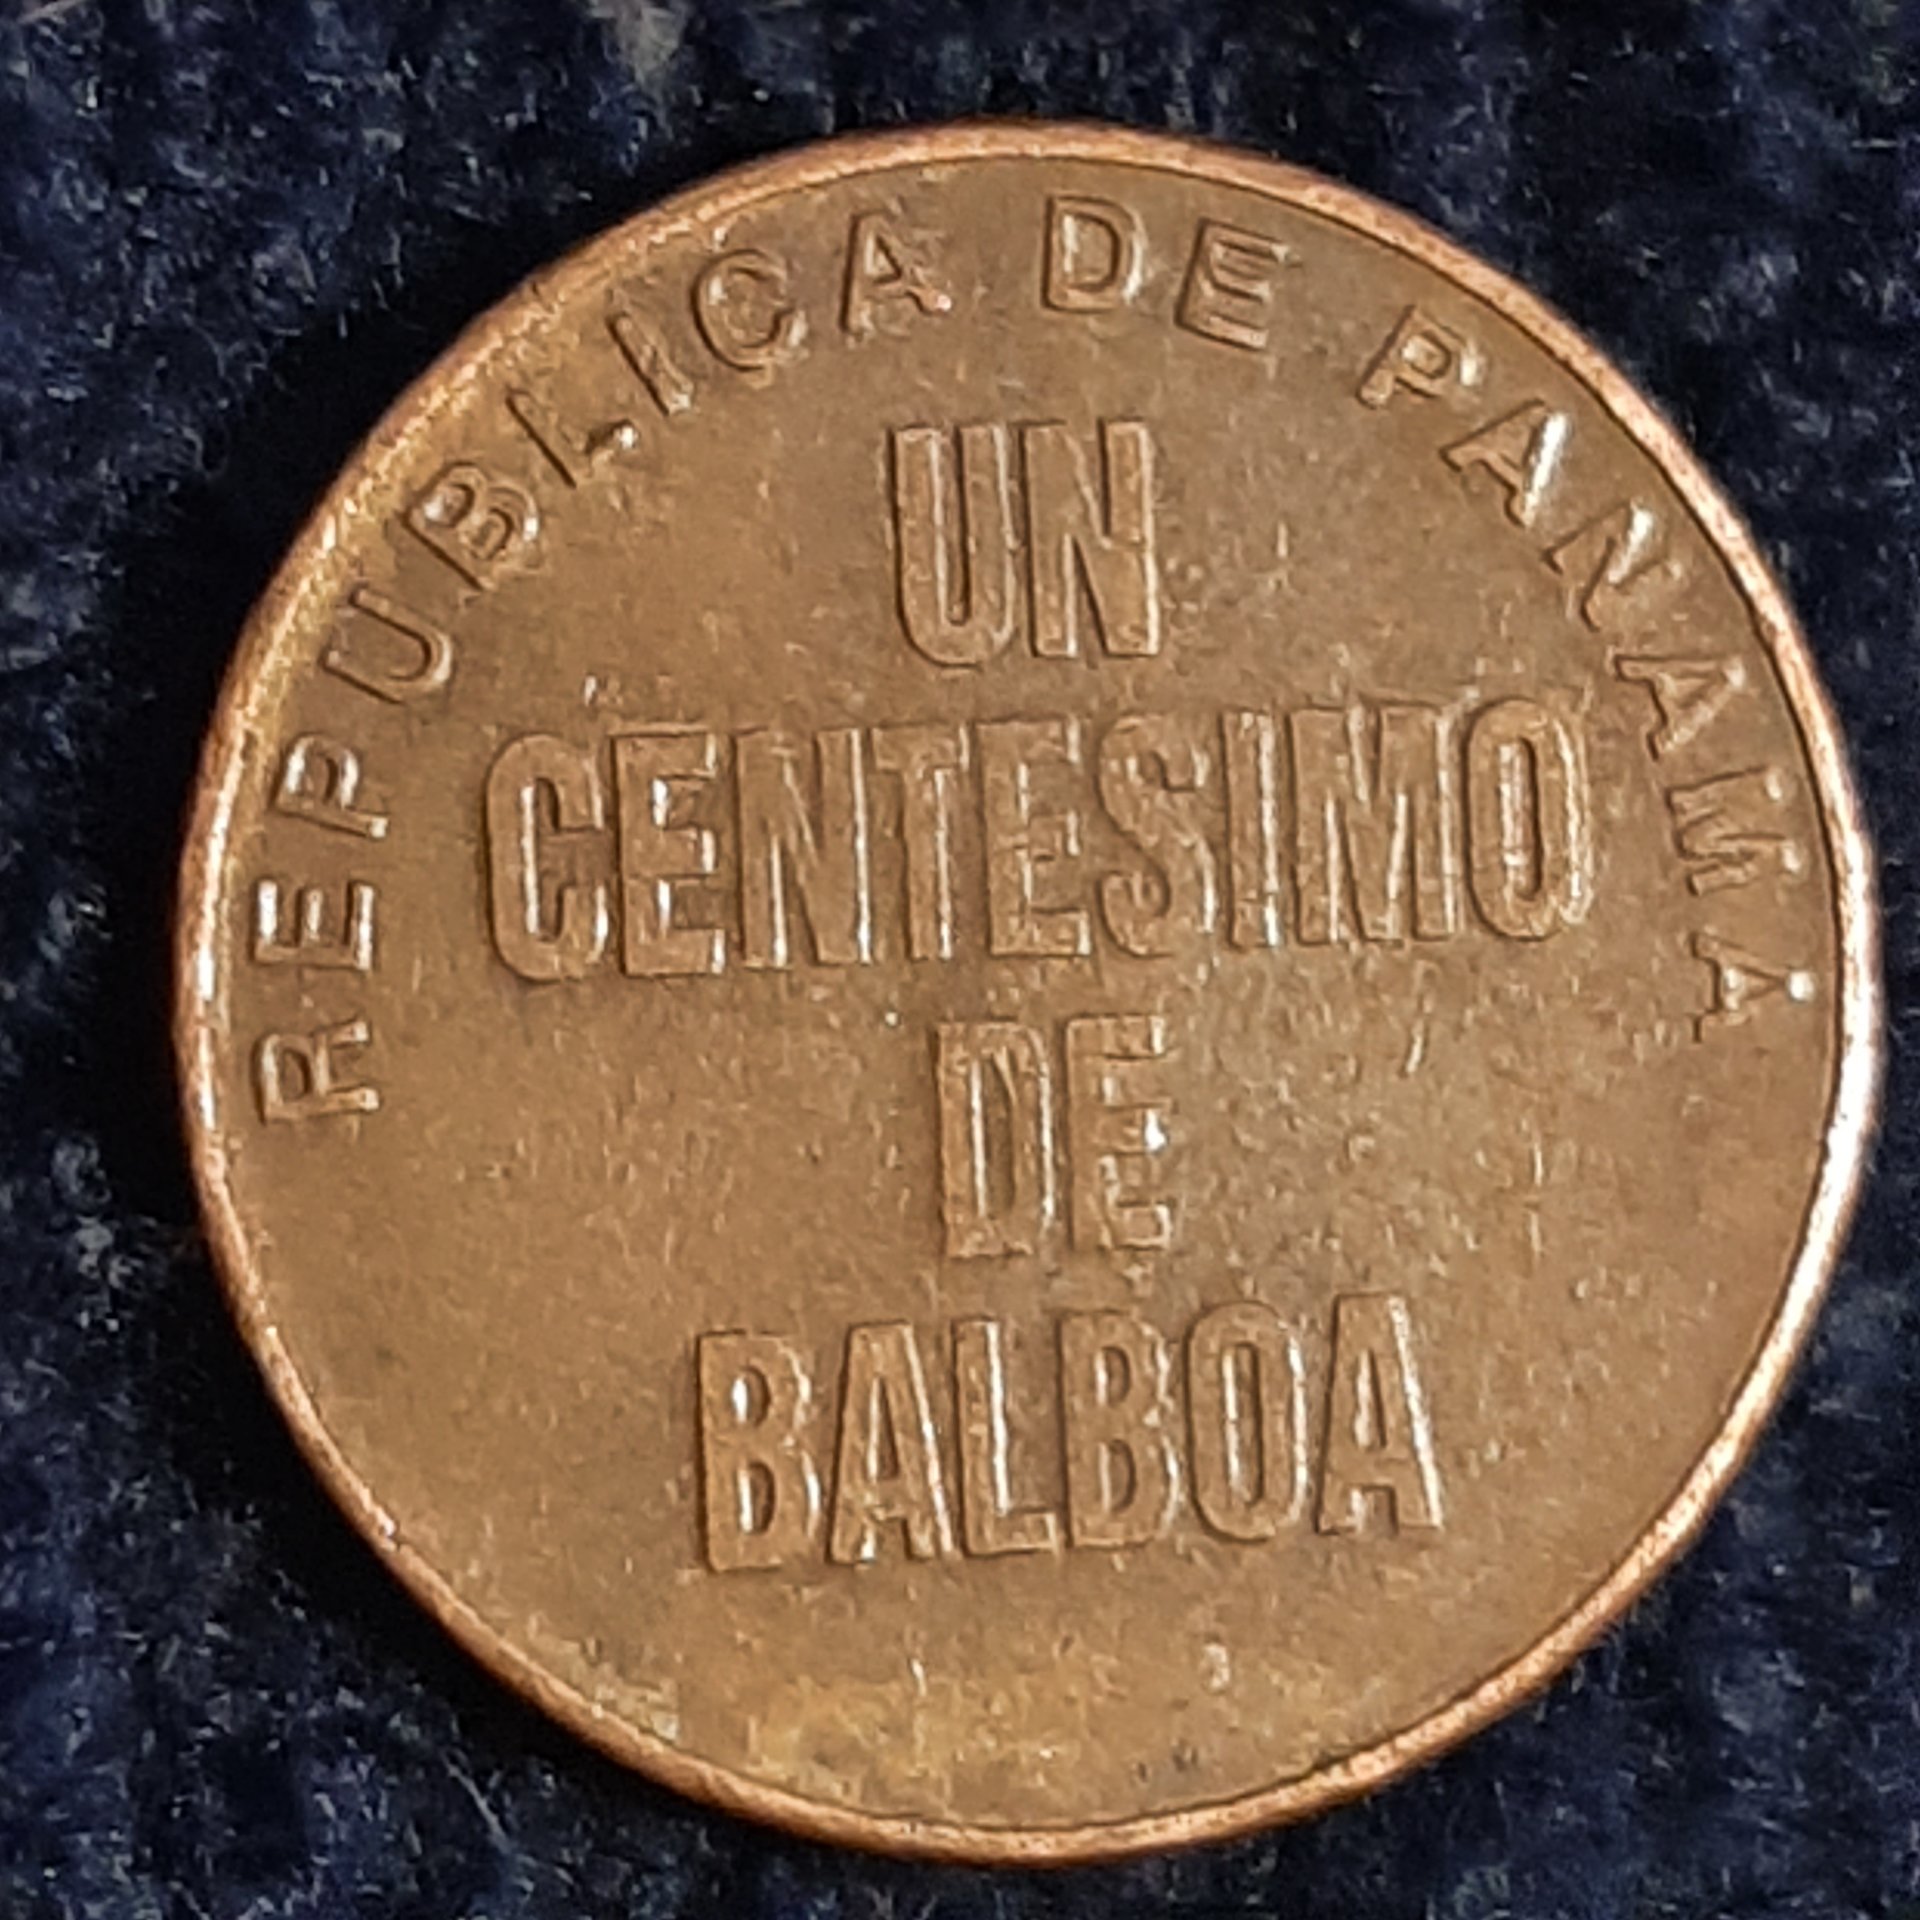 REPUBLICA DE PANAMÁ
UN
CENTESIMO
DE
BALBOA